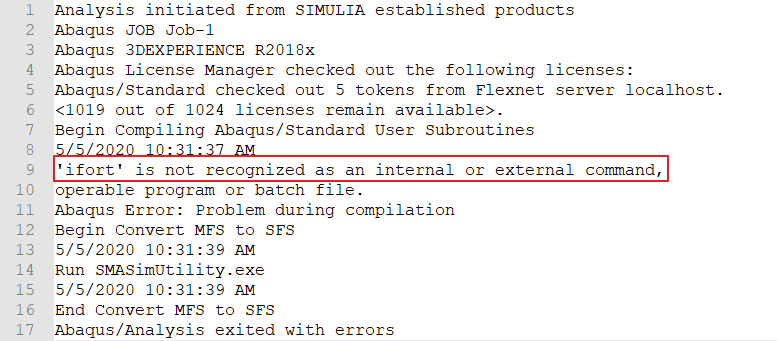 1 Analysis initiated from SIMULIA established products
2 Abaqus JOB Job-1
3 Abaqus 3DEXPERIENCE R2018x
4 Abaqus License Manager checked out the following licenses:
5 Abaqus/Standard checked out 5 tokens from Flexnet server localhost.
6 <1019 out of 1024 licenses remain available>.
7 Begin Compiling Abaqus/Standard User Subroutines
8 5/5/2020 10:31:37 AM
9 'ifort' is not recognized as an internal or external command,
10 operable program or batch file.
11 Abaqus Error: Problem during compilation
12 Begin Convert MFS to SFS
13 5/5/2020 10:31:39 AM
14 Run SMASimUtility.exe
15 5/5/2020 10:31:39 AM
16 End Convert MFS to SFS
17 Abaqus/Analysis exited with errors